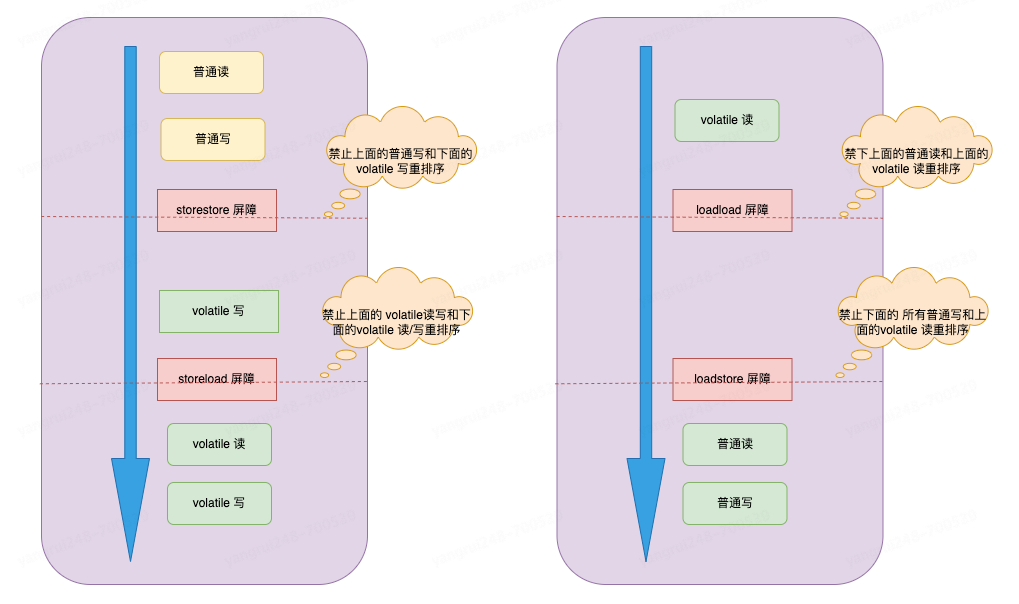 普通读
普通写
禁止上面的普通写和下面的
volatile 写重排序
storestore 屏障
volatile 写
禁止上面的 volatile读写和下
面的volatile 读/写重排序
storeload 屏障
volatile 读
volatile 写
volatile 读
禁下上面的普通读和上面的
volatile 读重排序
loadload 屏障
禁止下面的 所有普通写和上
面的volatile 读重排序
loadstore 屏障
普通读
普通写